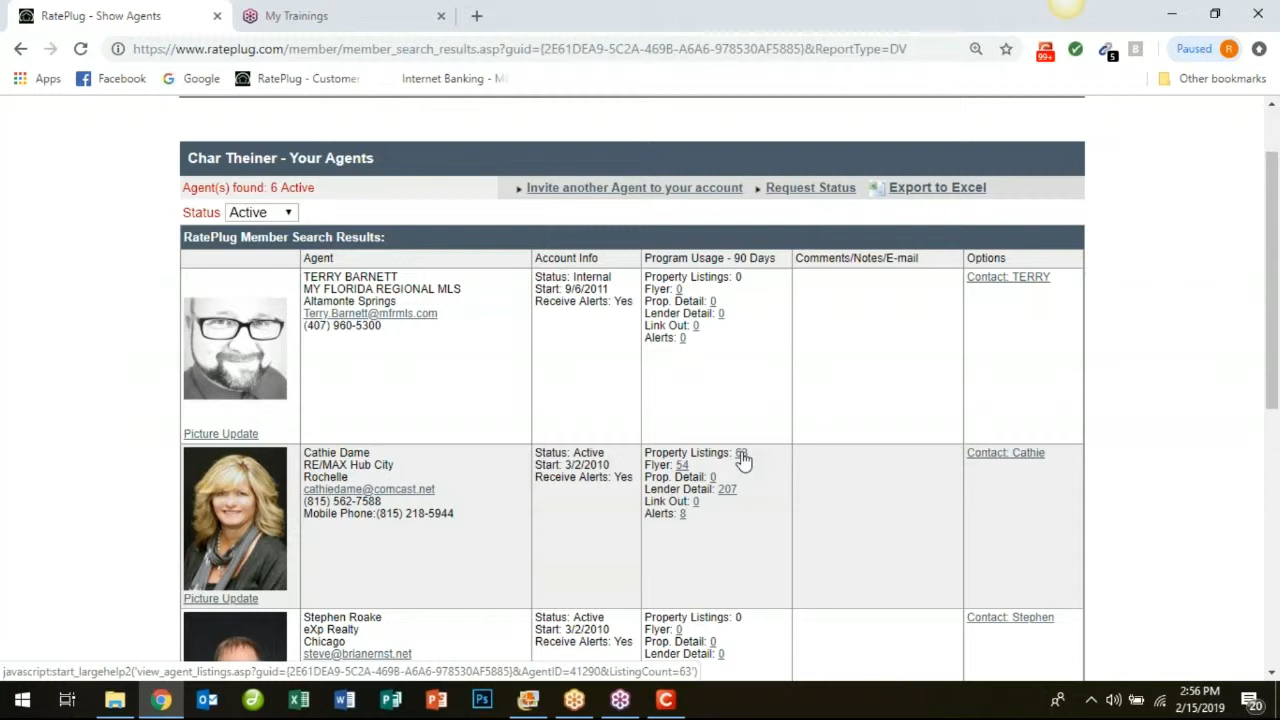 RatePlug - Show Agents
My Trainings
https://www.rateplug.com/member/member_search_results.asp?guid={2E61DEA9-5C2A-469B-A6A6-978530AF5885}&ReportType=DV
99+
5
B
Paused R
Apps
Facebook
Google
RatePlug - Custome
Internet Banking - M
Other bookmarks
Char Theiner - Your Agents
Agent(s) found: 6 Active
Invite another Agent to your account
Request Status
Export to Excel
Status Active
RatePlug Member Search Results:
Agent Account Info Program Usage - 90 Days Comments/Notes/E-mail Options
TERRY BARNETT
MY FLORIDA REGIONAL MLS
Altamonte Springs
Terry.Barnett@mfrmls.com
(407) 960-5300
Status: Internal
Start: 9/6/2011
Receive Alerts: Yes
Property Listings: 0
Flyer: 0
Prop. Detail: 0
Lender Detail: 0
Link Out: 0
Alerts: 0
Contact: TERRY
Picture Update
Cathie Dame
RE/MAX Hub City
Rochelle
cathiedame@comcast.net
(815) 562-7588
Mobile Phone:(815) 218-5944
Status: Active
Start: 3/2/2010
Receive Alerts: Yes
Property Listings:
Flyer: 54
Prop. Detail: 0
Lender Detail: 207
Link Out: 0
Alerts: 8
Contact: Cathie
Picture Update
Stephen Roake
eXp Realty
Chicago
steve@brianernst.net
Status: Active
Start: 3/2/2010
Receive Alerts: Yes
Property Listings: 0
Flyer: 0
Prop. Detail: 0
Lender Detail: 0
Contact: Stephen
javascript:start_largehelp2('view_agent_listings.asp?guid={2E61DEA9-5C2A-469B-A6A6-978530AF5885}&AgentID=41290&ListingCount=63')
2:56 PM
2/15/2019
20